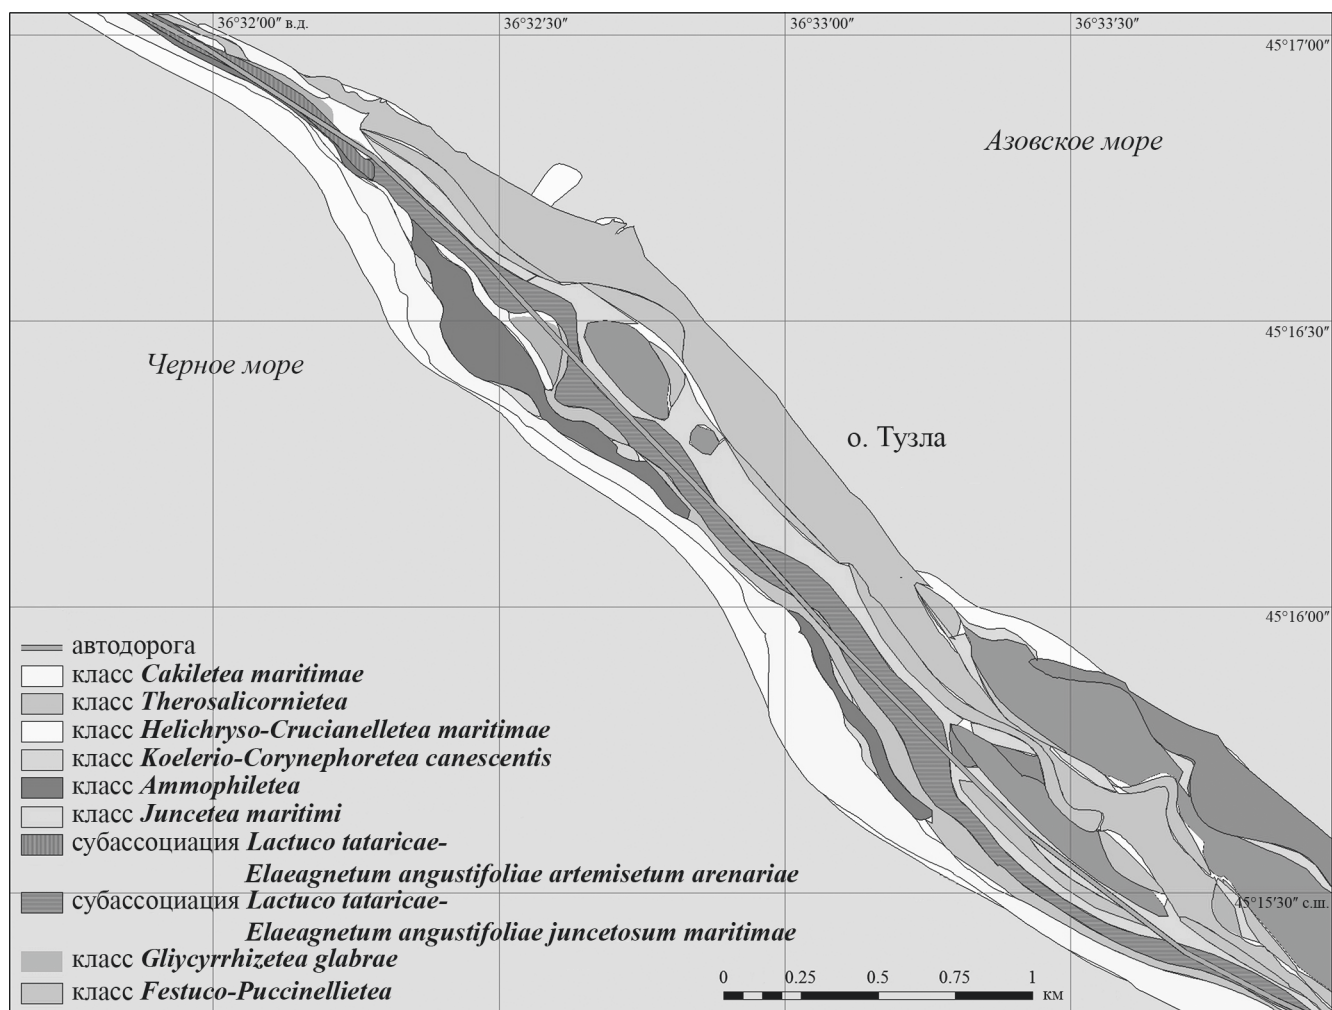 36°32′00″ в.д.
36°32′30″
36°33′00″
36°33′30″
45°17′00″
Азовское море
45°16′30″
Черное море
о. Тузла
45°16′00″
автодорога
класс Cakiletea maritimae
класс Therosalicornietea
класс Helichryso-Crucianelletea maritimae
класс Koelerio-Corynephoretea canescentis
класс Ammophiletea
класс Juncetea maritimi
субассоциация Lactuco tataricae-
Elaeagnetum angustifoliae artemisetum arenariae
субассоциация Lactuco tataricae-
Elaeagnetum angustifoliae juncetosum maritimae
45°15′30″ с.ш.
класс Gliycyrrhizetea glabrae
класс Festuco-Puccinellietea
0 0.25 0.5 0.75 1
км